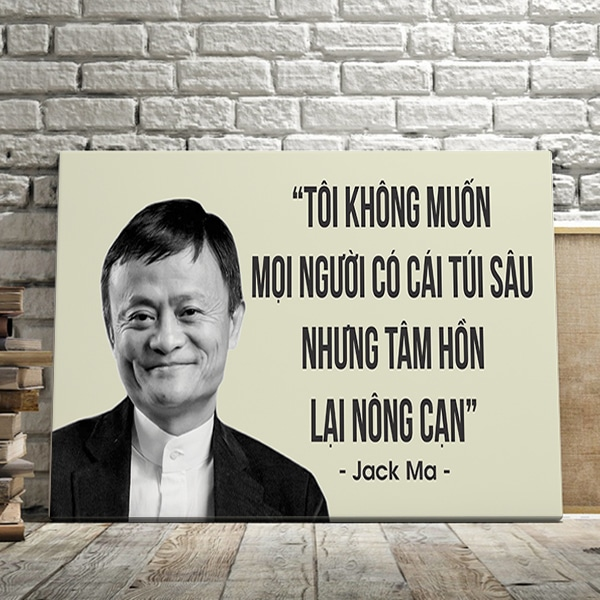 “TÔI KHÔNG MUỐN
MỌI NGƯỜI CÓ CÁI TÚI SÂU
NHƯNG TÂM HỒN
LẠI NÔNG CẠN”
- Jack Ma -